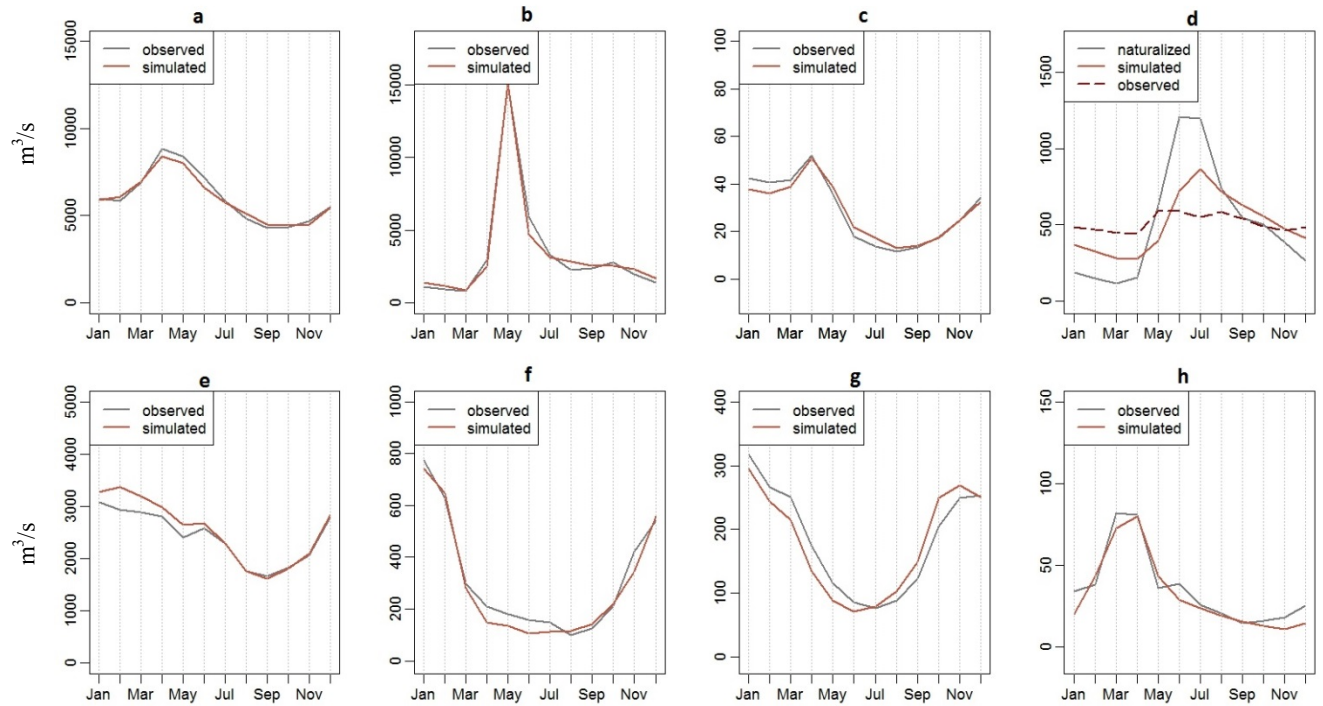 a
15000
10000
5000
0
m³/s
observed
simulated
Jan Mar May Jul Sep Nov
b
15000
10000
5000
0
observed
simulated
Jan Mar May Jul Sep Nov
c
100
80
60
40
20
0
observed
simulated
Jan Mar May Jul Sep Nov
d
1500
1000
500
0
naturalized
simulated
observed
Jan Mar May Jul Sep Nov
e
5000
4000
3000
2000
1000
0
m³/s
observed
simulated
Jan Mar May Jul Sep Nov
f
1000
800
600
400
200
0
observed
simulated
Jan Mar May Jul Sep Nov
g
400
300
200
100
0
observed
simulated
Jan Mar May Jul Sep Nov
h
150
100
50
0
observed
simulated
Jan Mar May Jul Sep Nov